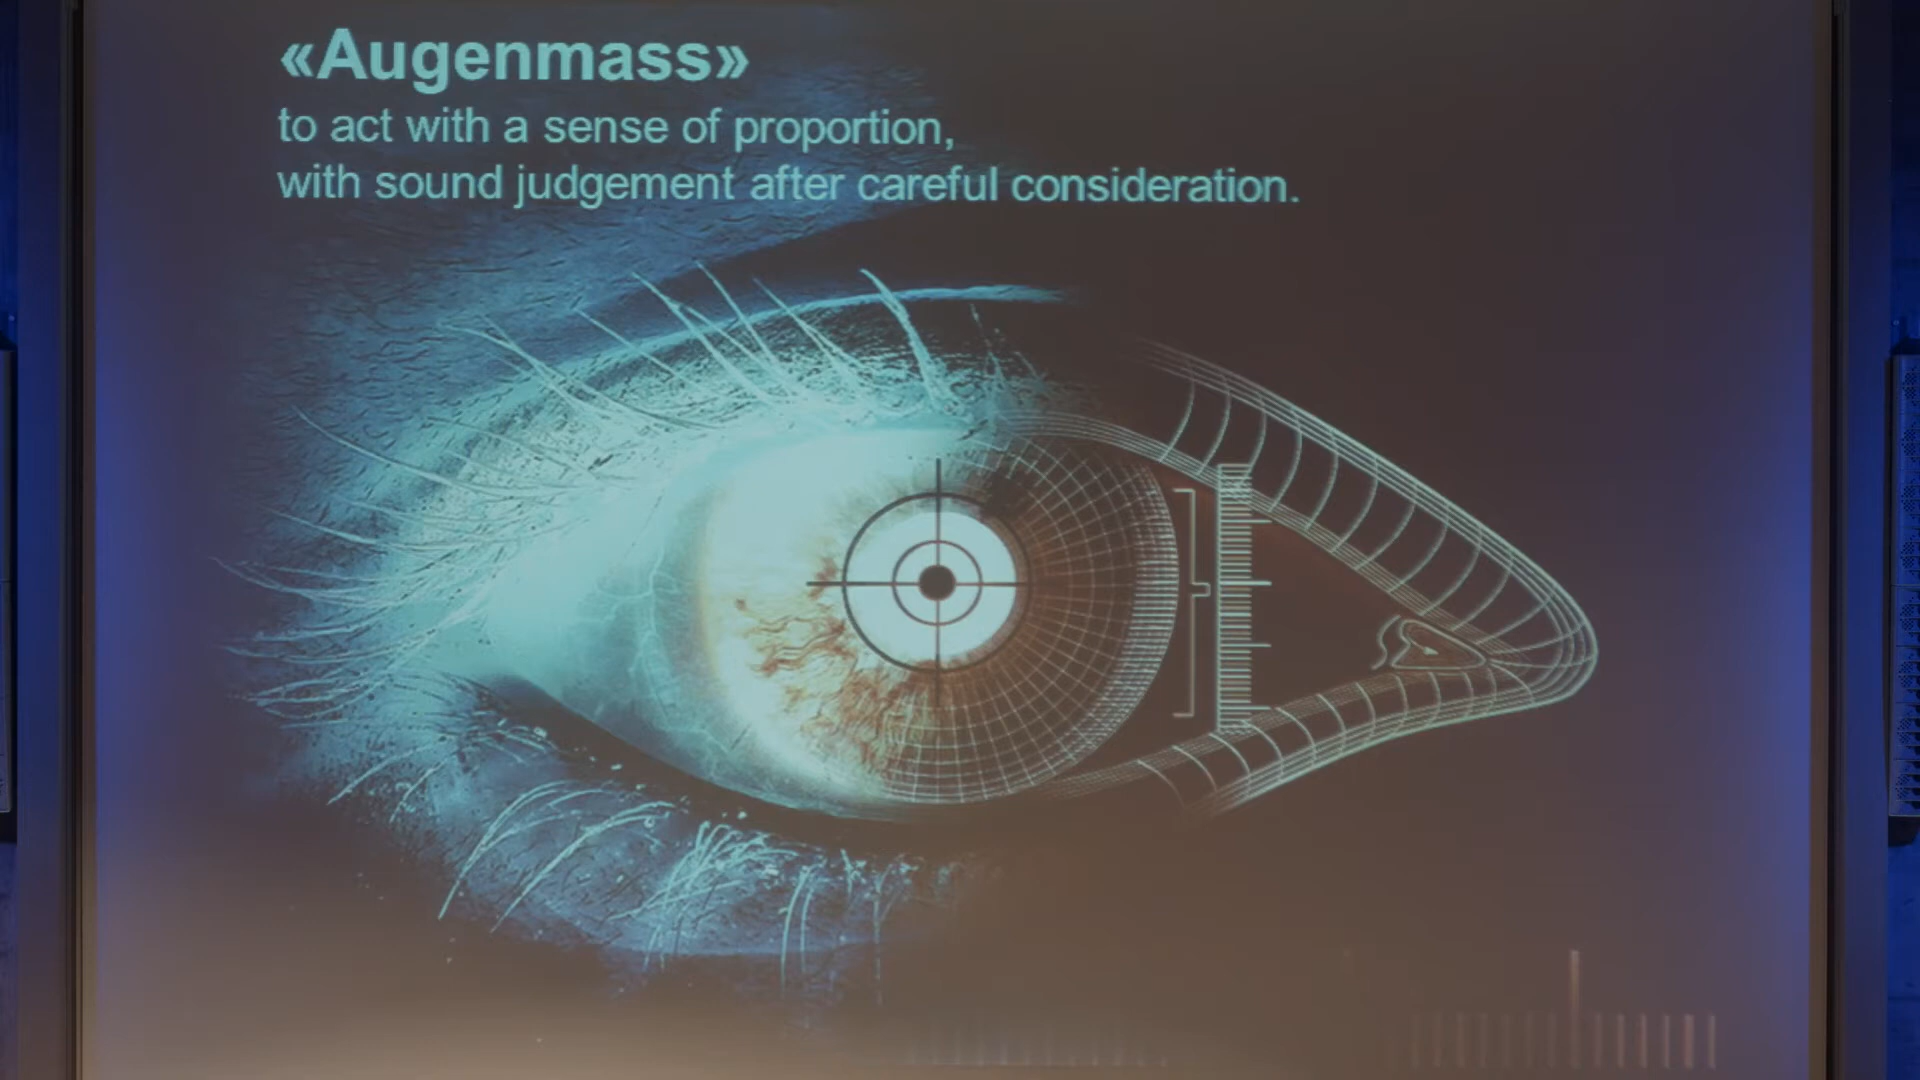 «Augenmass»
to act with a sense of proportion,
with sound judgement after careful consideration.